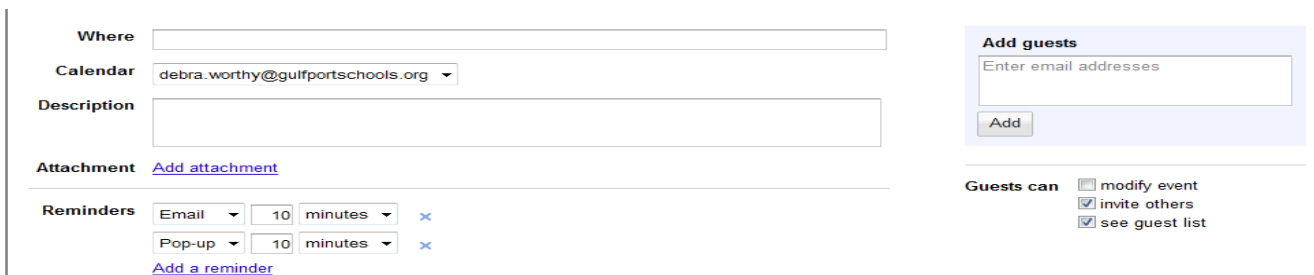 Where
Calendar debra.worthy@gulfportschools.org
Description
Attachment Add attachment
Reminders Email 10 minutes
Pop-up 10 minutes
Add a reminder
Add guests
Enter email addresses
Add
Guests can modify event
invite others
see guest list